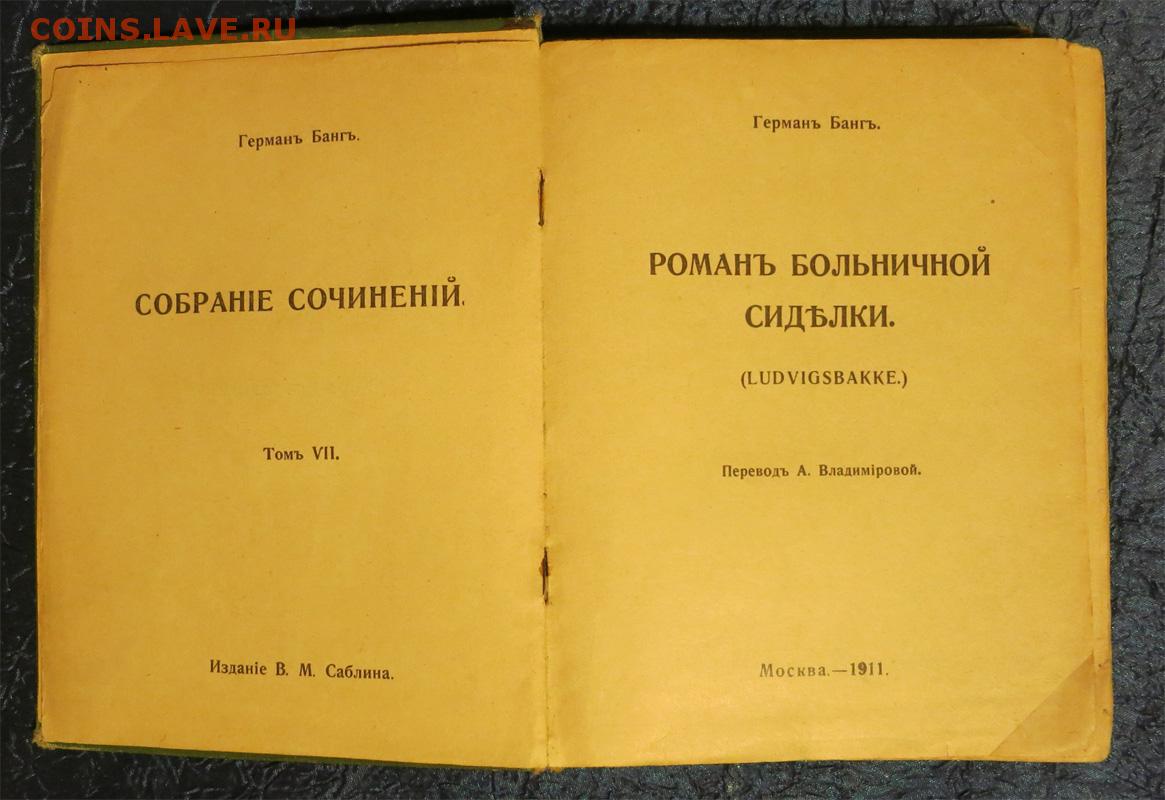 COINS.LAVE.RU
Германъ Бангъ.
СОБРАНІЕ СОЧИНЕНІЙ.
Томъ VII.
Изданіе В. М. Саблина.
Германъ Бангъ.
РОМАНЪ БОЛЬНИЧНОЙ
СИДѢЛКИ.
(LUDVIGSBAKKE.)
Переводъ А. Владиміровой.
Москва.—1911.